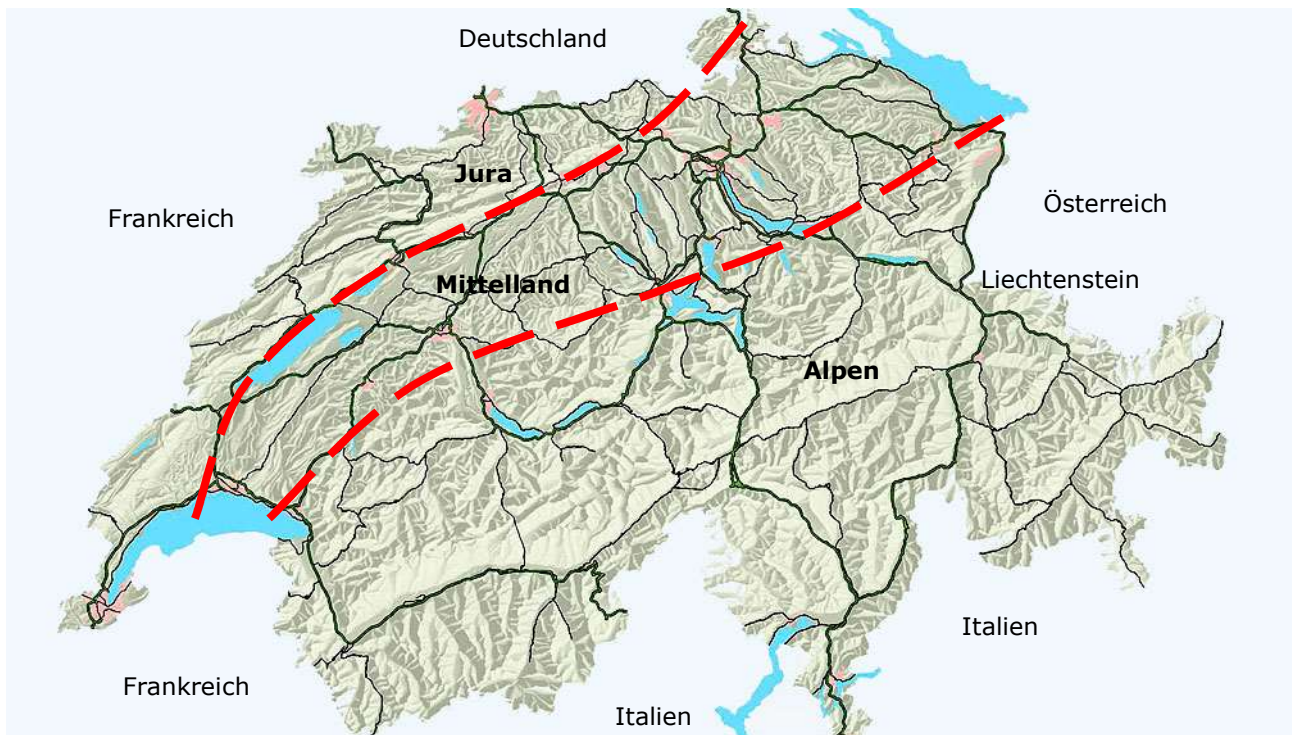 Deutschland
Jura
Frankreich
Österreich
Mittelland
Liechtenstein
Alpen
Italien
Frankreich
Italien